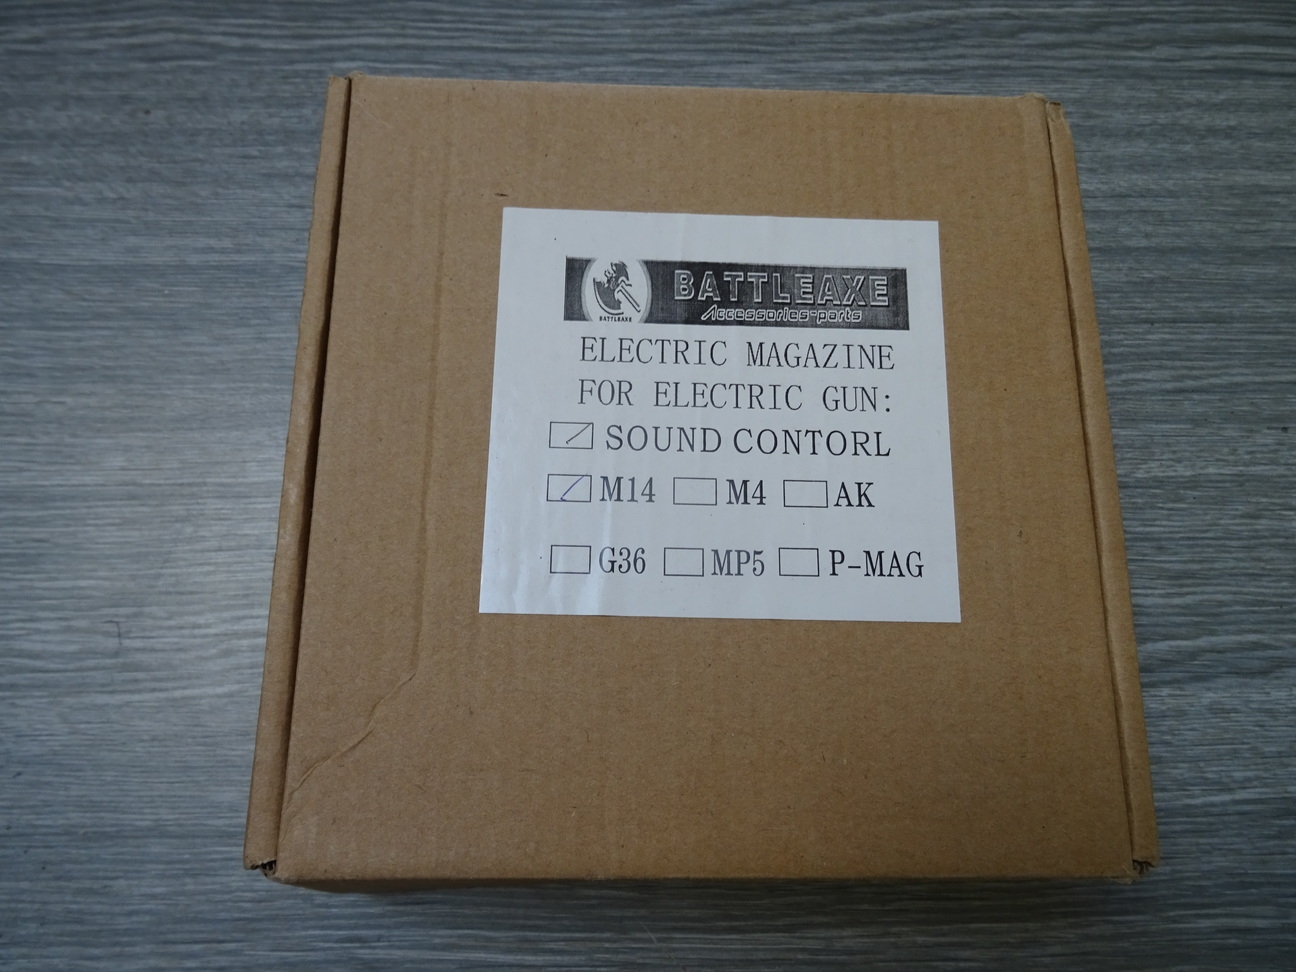 BATTLEAXE
Accessories-parts
BATTLEAXE
ELECTRIC MAGAZINE
FOR ELECTRIC GUN:
SOUND CONTORL
M14 M4 AK
G36 MP5 P-MAG